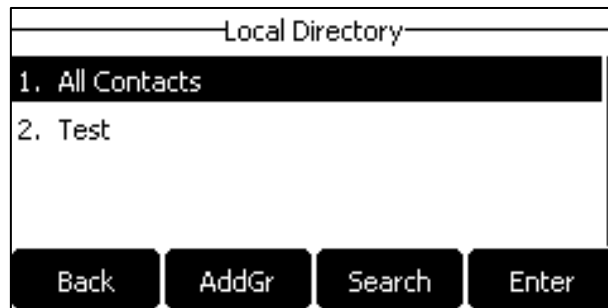 Local Directory
1. All Contacts
2. Test
Back AddGr Search Enter